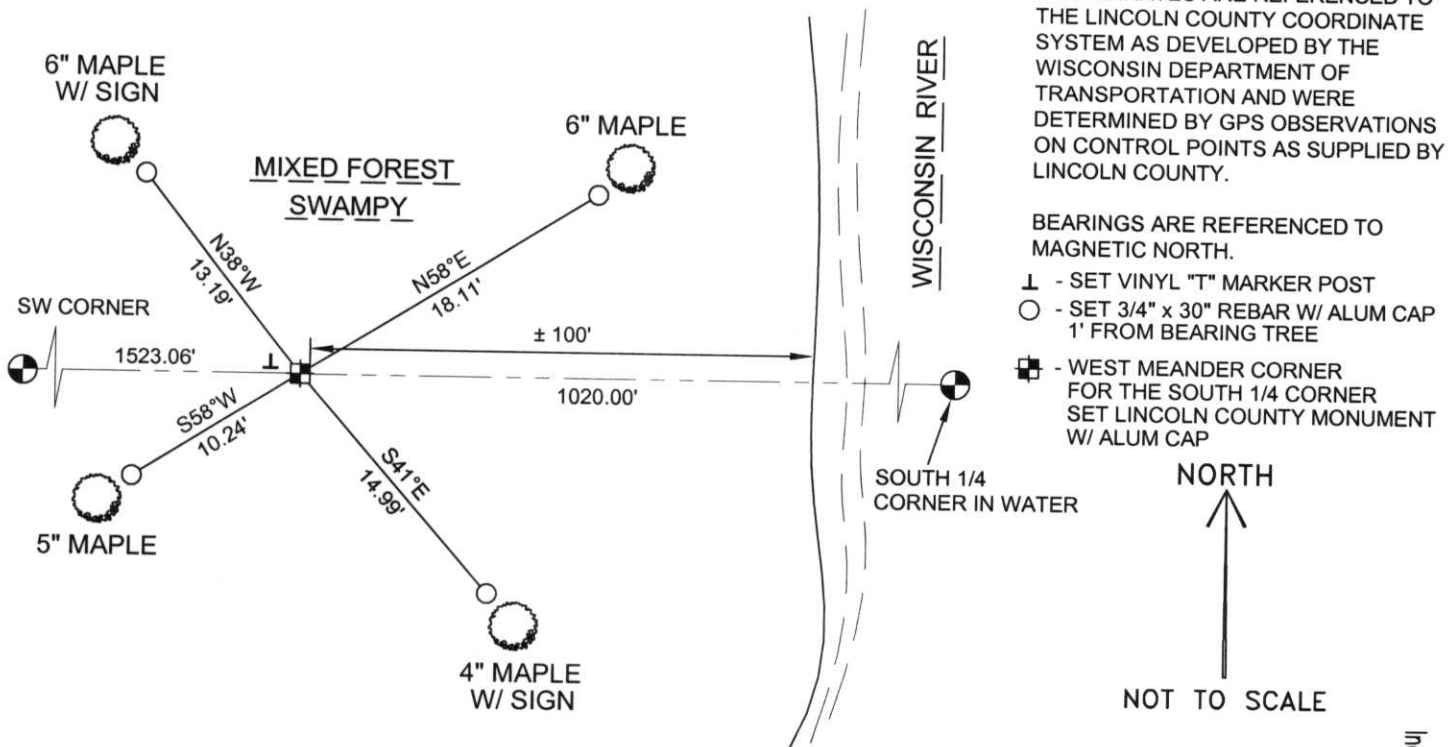 6" MAPLE
W/ SIGN
6" MAPLE
MIXED FOREST
SWAMPY
N38°W
13.19'
N58°E
18.11'
SW CORNER
1523.06'
± 100'
1020.00'
S58°W
10.24'
S41°E
14.99'
5" MAPLE
4" MAPLE
W/ SIGN
WISCONSIN RIVER
SOUTH 1/4
CORNER IN WATER
ARE REFERENCED TO
THE LINCOLN COUNTY COORDINATE
SYSTEM AS DEVELOPED BY THE
WISCONSIN DEPARTMENT OF
TRANSPORTATION AND WERE
DETERMINED BY GPS OBSERVATIONS
ON CONTROL POINTS AS SUPPLIED BY
LINCOLN COUNTY.
BEARINGS ARE REFERENCED TO
MAGNETIC NORTH.
- SET VINYL "T" MARKER POST
- SET 3/4" x 30" REBAR W/ ALUM CAP
1' FROM BEARING TREE
- WEST MEANDER CORNER
FOR THE SOUTH 1/4 CORNER
SET LINCOLN COUNTY MONUMENT
W/ ALUM CAP
NORTH
NOT TO SCALE